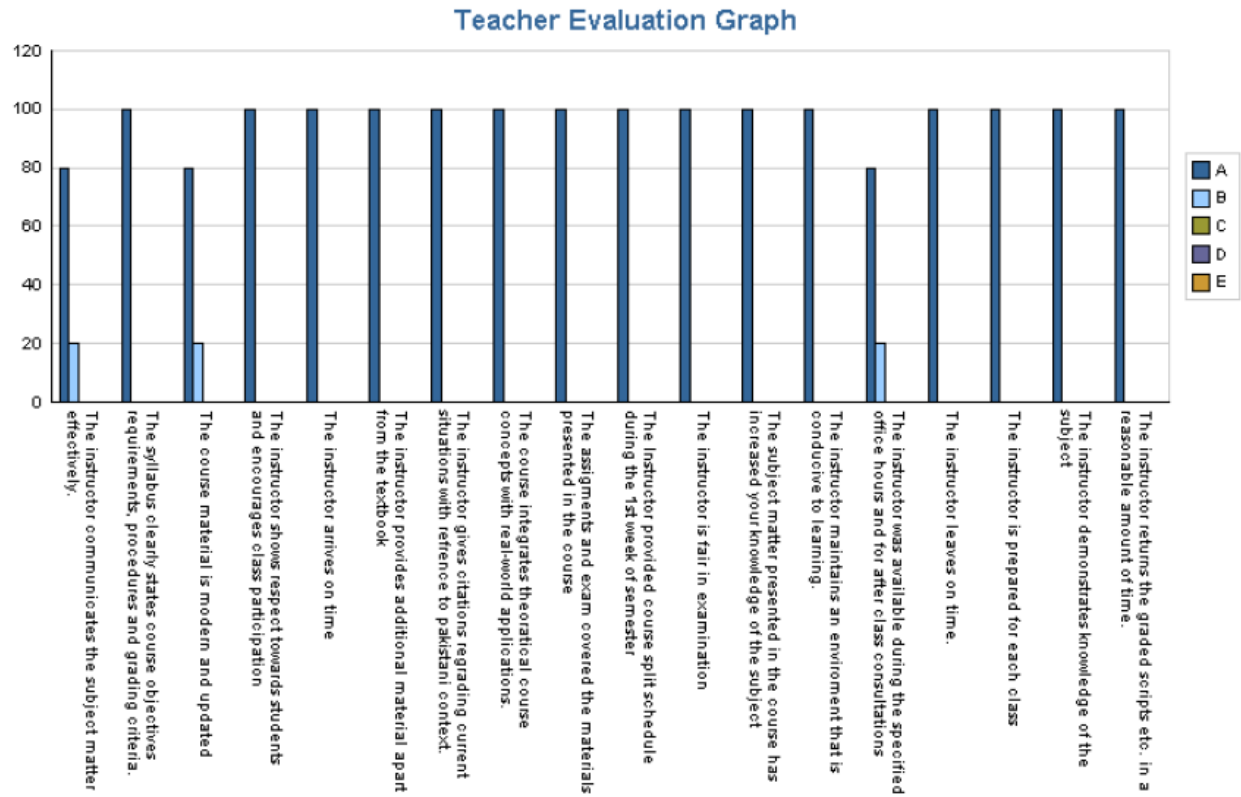 Teacher Evaluation Graph
120
100
80
60
40
20
0
A
B
C
D
E
The instructor communicates the subject matter
effectively.
The syllabus clearly states course objectives
requirements, procedures and grading criteria.
The course material is modern and updated
The instructor shows respect towards students
and encourages class participation
The instructor arrives on time
The instructor provides additional material apart
from the textbook
The instructor gives citations regrading current
situations with refrence to pakistani context.
The course integrates theoratical course
concepts with real-world applications.
The assigments and exam covered the materials
presented in the course
The Instructor provided course split schedule
during the 1st week of semester
The instructor is fair in examination
The subject matter presented in the course has
increased your knowledge of the subject
The instructor maintains an enviroment that is
conducive to learning.
The instructor was available during the specified
office hours and for after class consultations
The instructor leaves on time.
The instructor is prepared for each class
The instructor demonstrates knowledge of the
subject
The instructor returns the graded scripts etc. in a
reasonable amount of time.